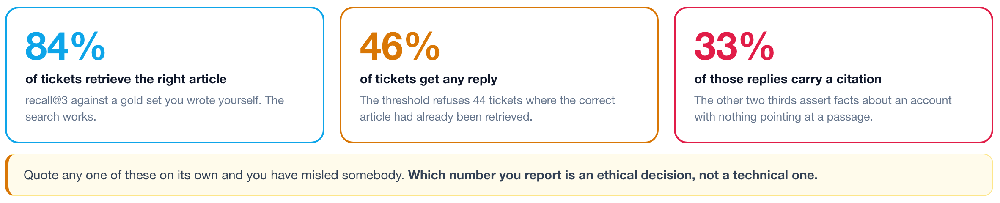 84%
of tickets retrieve the right article
recall@3 against a gold set you wrote yourself. The
search works.
46%
of tickets get any reply
The threshold refuses 44 tickets where the correct
article had already been retrieved.
33%
of those replies carry a citation
The other two thirds assert facts about an account
with nothing pointing at a passage.
Quote any one of these on its own and you have misled somebody. Which number you report is an ethical decision, not a technical one.